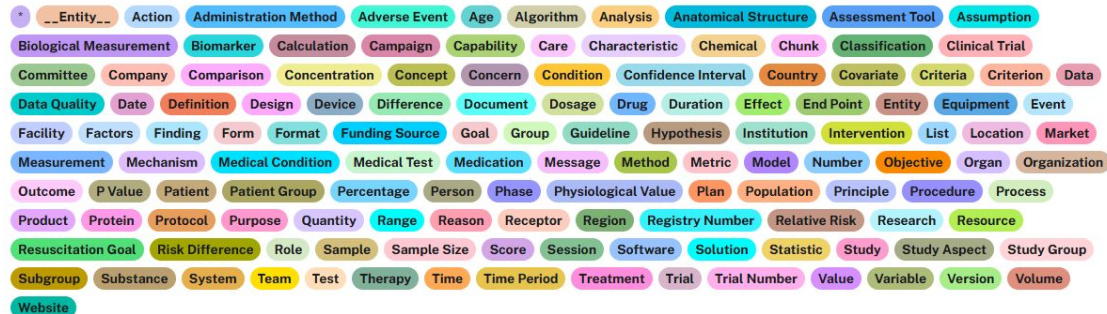 * __Entity__ Action Administration Method Adverse Event Age Algorithm Analysis Anatomical Structure Assessment Tool Assumption
Biological Measurement Biomarker Calculation Campaign Capability Care Characteristic Chemical Chunk Classification Clinical Trial
Committee Company Comparison Concentration Concept Concern Condition Confidence Interval Country Covariate Criteria Criterion Data
Data Quality Date Definition Design Device Difference Document Dosage Drug Duration Effect End Point Entity Equipment Event
Facility Factors Finding Form Format Funding Source Goal Group Guideline Hypothesis Institution Intervention List Location Market
Measurement Mechanism Medical Condition Medical Test Medication Message Method Metric Model Number Objective Organ Organization
Outcome P Value Patient Patient Group Percentage Person Phase Physiological Value Plan Population Principle Procedure Process
Product Protein Protocol Purpose Quantity Range Reason Receptor Region Registry Number Relative Risk Research Resource
Resuscitation Goal Risk Difference Role Sample Sample Size Score Session Software Solution Statistic Study Study Aspect Study Group
Subgroup Substance System Team Test Therapy Time Time Period Treatment Trial Trial Number Value Variable Version Volume
Website